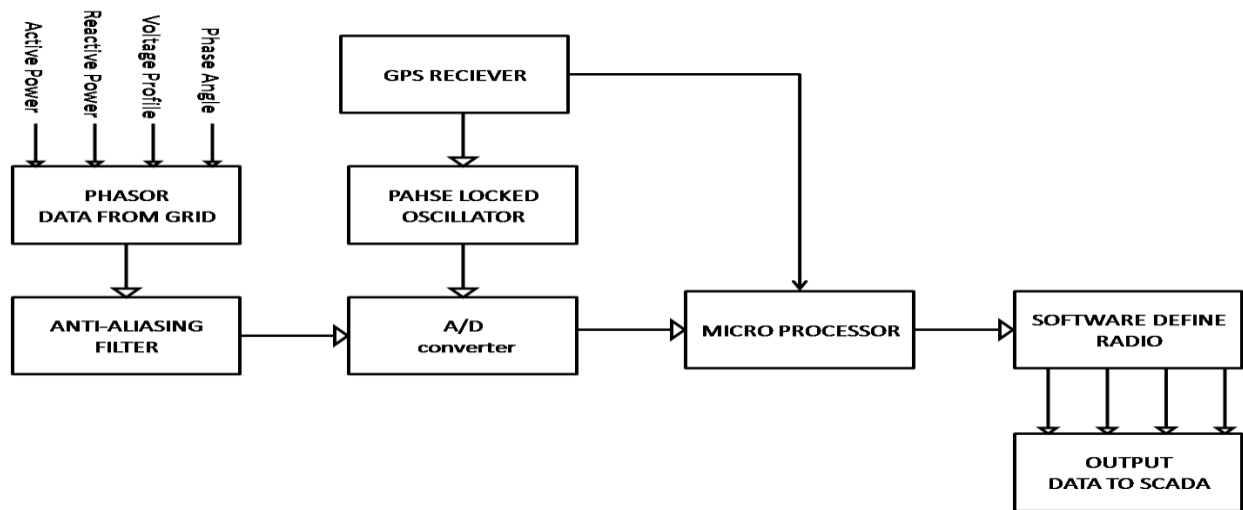 Active Power
Reactive Power
Voltage Profile
Phase Angle
PHASOR
DATA FROM GRID
ANTI-ALIASING
FILTER
GPS RECIEVER
PAHSE LOCKED
OSCILLATOR
A/D
converter
MICRO PROCESSOR
SOFTWARE DEFINE
RADIO
OUTPUT
DATA TO SCADA